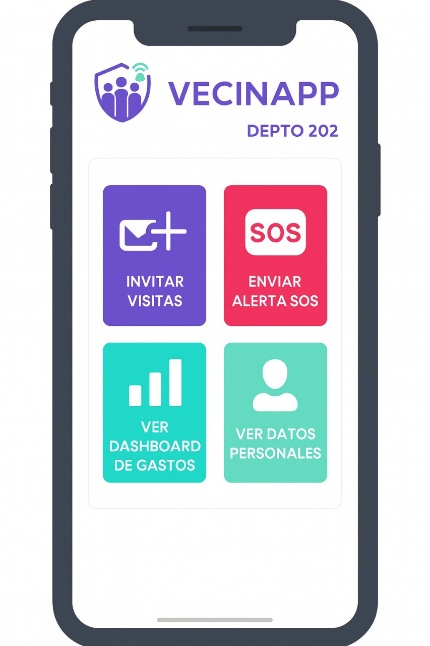 VECINAPP
DEPTO 202
INVITAR
VISITAS
SOS
ENVIAR
ALERTA SOS
VER
DASHBOARD
DE GASTOS
VER DATOS
PERSONALES